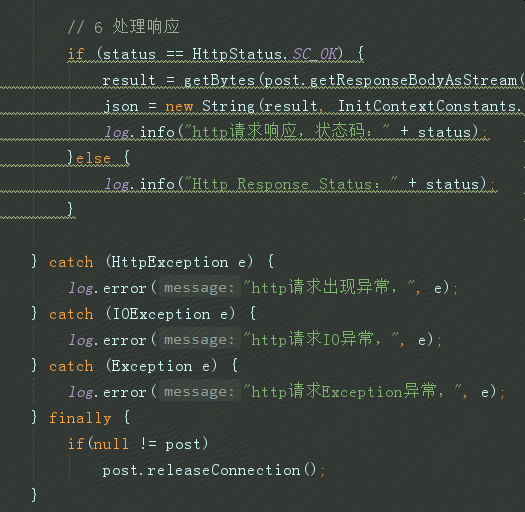 // 6 处理响应
if (status == HttpStatus.SC_OK) {
result = getBytes(post.getResponseBodyAsStream(
json = new String(result, InitContextConstants.
log.info("http请求响应，状态码：" + status);
}else {
log.info("Http Response Status：" + status);
}
} catch (HttpException e) {
log.error( message: "http请求出现异常，", e);
} catch (IOException e) {
log.error( message: "http请求IO异常，", e);
} catch (Exception e) {
log.error( message: "http请求Exception异常，", e);
} finally {
if(null != post)
post.releaseConnection();
}